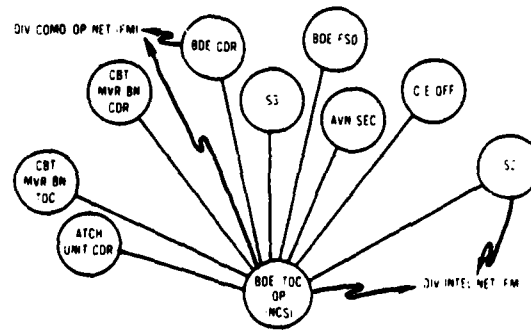 DIV COMD OP NET (FM)
BDE CDR
BDE FSO
CBT
MVR BN
CDR
S3
AVN SEC
C E OFF
CBT
MVR BN
TOC
S2
ATCH
UNIT CDR
BDE TOC
OP
(NCS)
DIV INTEL NET (FM)